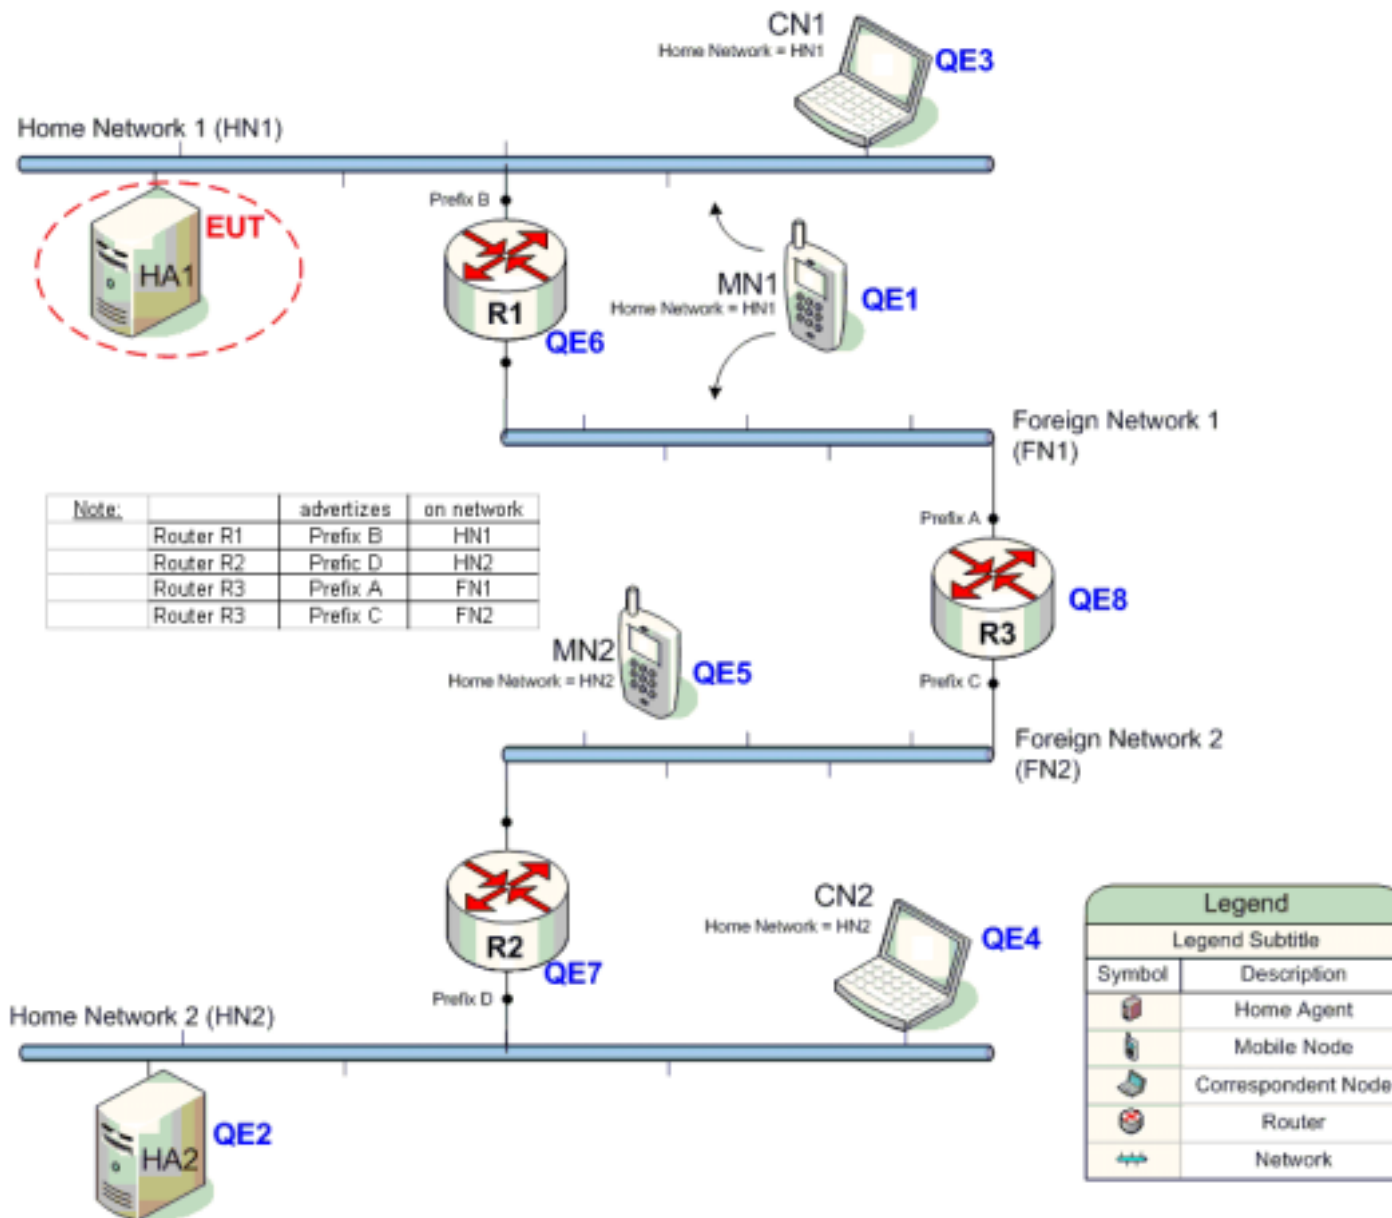 CN1
Home Network = HN1
QE3
Home Network 1 (HN1)
Prefix B
EUT
HA1
R1
QE6
MN1
Home Network = HN1
QE1
Foreign Network 1
(FN1)
Note: advertizes on network
Router R1 Prefix B HN1
Router R2 Prefic D HN2
Router R3 Prefix A FN1
Router R3 Prefix C FN2
Prefix A
R3
QE8
Prefix C
MN2
Home Network = HN2
QE5
Foreign Network 2
(FN2)
R2
QE7
Prefix D
CN2
Home Network = HN2
QE4
Home Network 2 (HN2)
HA2
QE2
Legend
Legend Subtitle
Symbol Description
Home Agent
Mobile Node
Correspondent Node
Router
Network